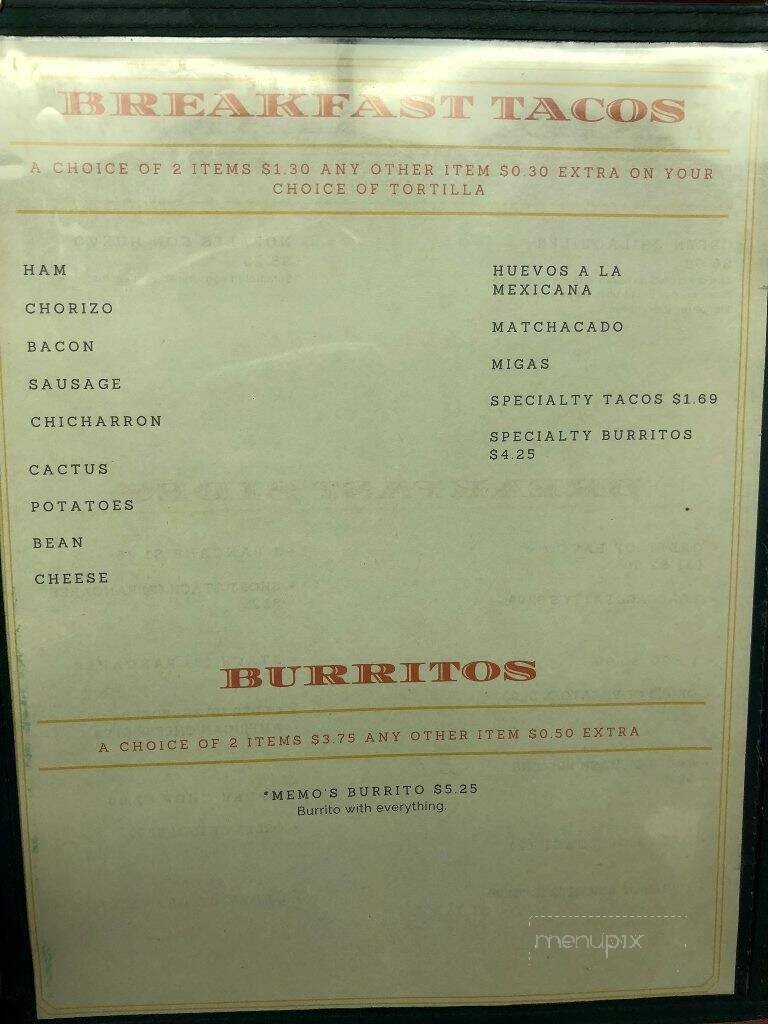 BREAKFAST TACOS
A CHOICE OF 2 ITEMS $1.30 ANY OTHER ITEM $0.30 EXTRA ON YOUR
CHOICE OF TORTILLA
HAM
CHORIZO
BACON
SAUSAGE
CHICHARRON
CACTUS
POTATOES
BEAN
CHEESE
HUEVOS A LA
MEXICANA
MATCHACADO
MIGAS
SPECIALTY TACOS $1.69
SPECIALTY BURRITOS
$4.25
BURRITOS
A CHOICE OF 2 ITEMS $3.75 ANY OTHER ITEM $0.50 EXTRA
*MEMO'S BURRITO $5.25
Burrito with everything.
menupix